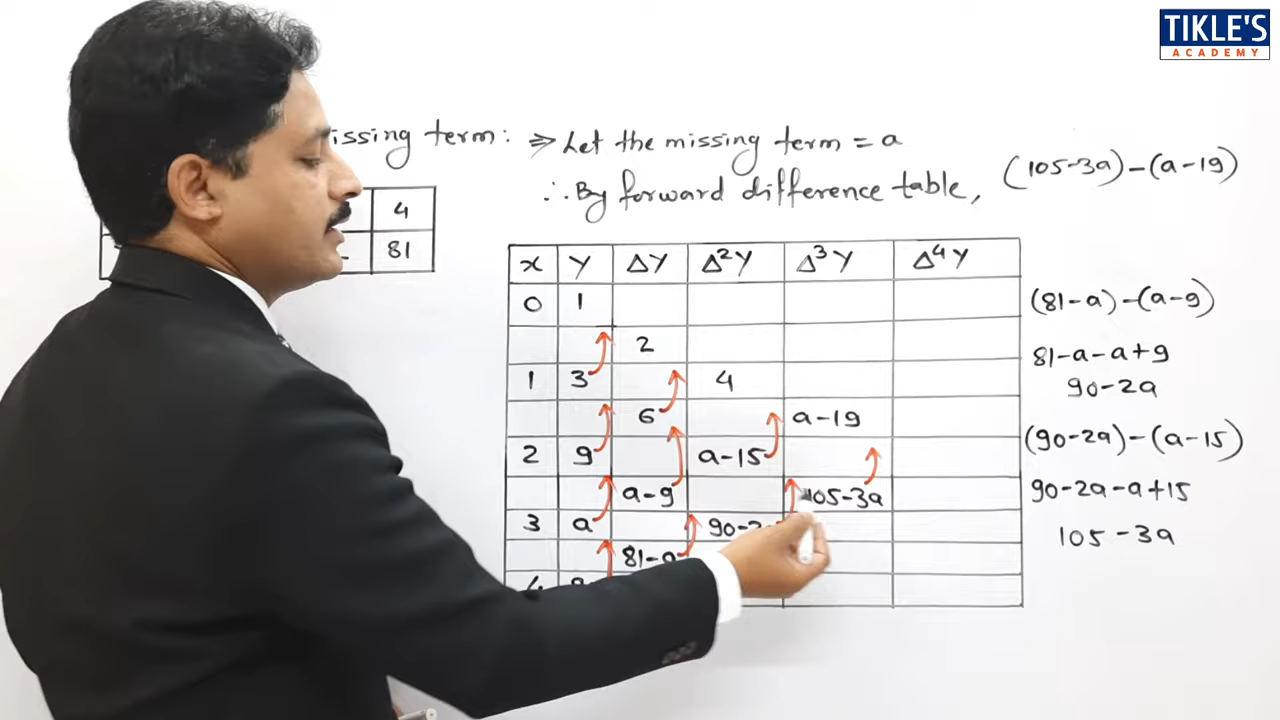 TIKLE'S
ACADEMY
term: ⇒ Let the missing term = a
∴ By forward difference table, (105-3a)-(a-19)
4
81
x Y ΔY Δ²Y Δ³Y Δ⁴Y
0 1
2
1 3 4
6 a-19
2 9 a-15
a-9 105-3a
3 a
(81-a)-(a-9)
81-a-a+9
90-2a
(90-2a)-(a-15)
90-2a-a+15
105-3a